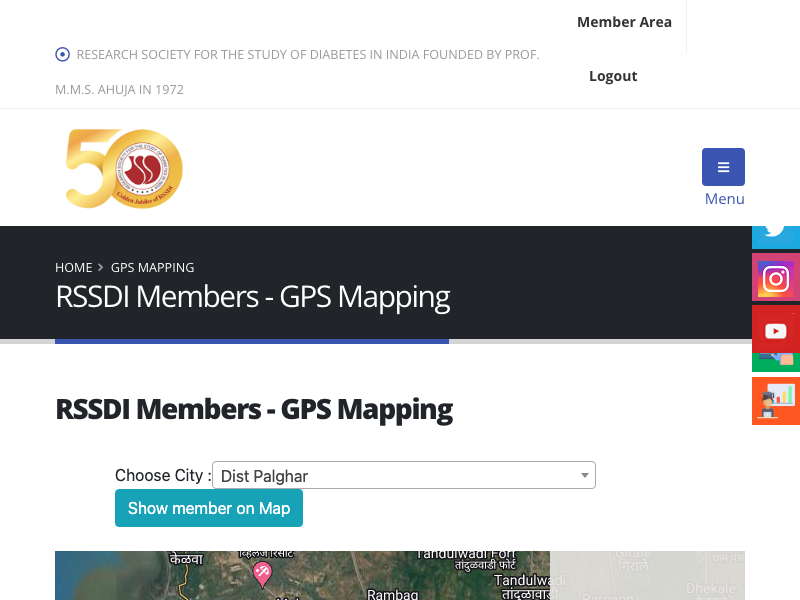 Member Area
RESEARCH SOCIETY FOR THE STUDY OF DIABETES IN INDIA FOUNDED BY PROF.
M.M.S. AHUJA IN 1972
Logout
50
Golden Jubilee of RSSDI
Menu
HOME > GPS MAPPING
RSSDI Members - GPS Mapping
RSSDI Members - GPS Mapping
Choose City : Dist Palghar
Show member on Map
केळवा
Tandulwadi Fort
तांदुळवाडी फोर्ट
Tandulwadi
तांदुळवाडी
Rambag
गिराले
Dhekale